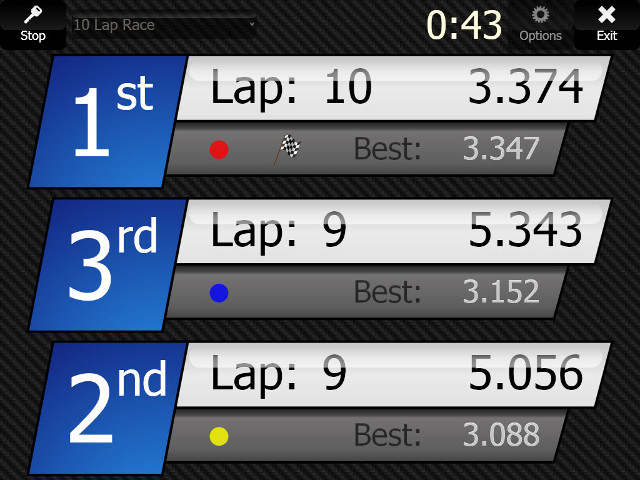 10 Lap Race
0:43
Stop
Options
Exit
1st
Lap: 10 3.374
Best: 3.347
3rd
Lap: 9 5.343
Best: 3.152
2nd
Lap: 9 5.056
Best: 3.088